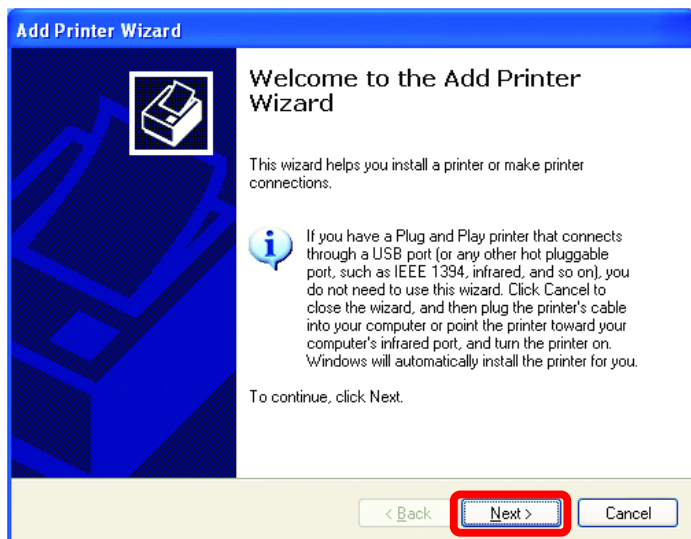 Add Printer Wizard
Welcome to the Add Printer
Wizard
This wizard helps you install a printer or make printer
connections.
If you have a Plug and Play printer that connects
through a USB port (or any other hot pluggable
port, such as IEEE 1394, infrared, and so on), you
do not need to use this wizard. Click Cancel to
close the wizard, and then plug the printer's cable
into your computer or point the printer toward your
computer's infrared port, and turn the printer on.
Windows will automatically install the printer for you.
To continue, click Next.
< Back Next > Cancel